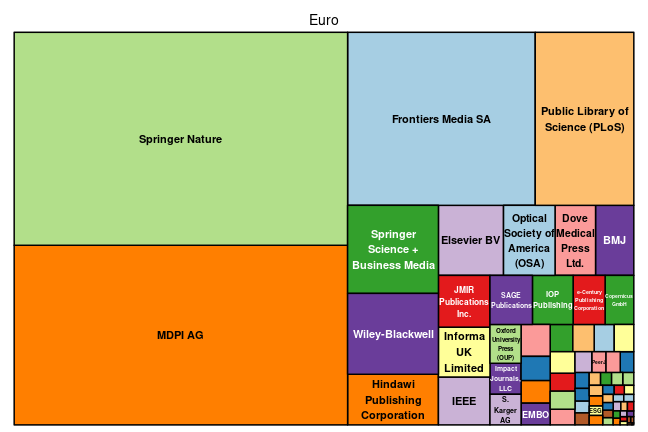 Euro
Springer Nature
MDPI AG
Frontiers Media SA
Public Library of
Science (PLoS)
Springer
Science +
Business Media
Wiley-Blackwell
Hindawi
Publishing
Corporation
Elsevier BV
Optical
Society of
America
(OSA)
Dove
Medical
Press
Ltd.
BMJ
JMIR
Publications
Inc.
SAGE
Publications
IOP
Publishing
e-Century
Publishing
Corporation
Copernicus
GmbH
Informa
UK
Limited
Oxford
University
Press
(OUP)
Impact
Journals,
LLC
IEEE
S.
Karger
AG
EMBO
PeerJ
ESG